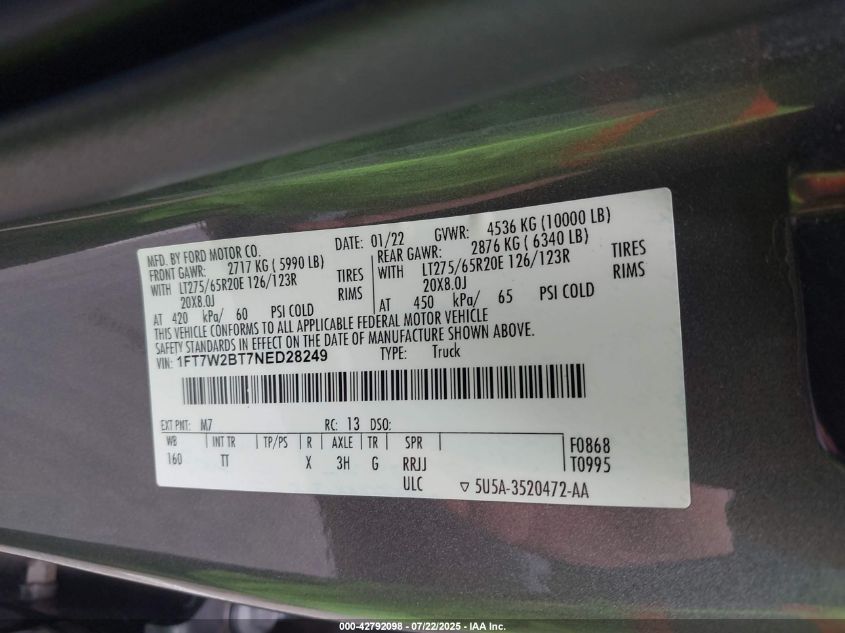 MFD. BY FORD MOTOR CO.
DATE: 01/22 GVWR: 4536 KG (10000 LB)
FRONT GAWR: 2717 KG ( 5990 LB) REAR GAWR: 2876 KG ( 6340 LB)
WITH LT275/65R20E 126/123R TIRES WITH LT275/65R20E 126/123R TIRES
20X8.0J RIMS 20X8.0J RIMS
AT 420 kPa/ 60 PSI COLD AT 450 kPa/ 65 PSI COLD
THIS VEHICLE CONFORMS TO ALL APPLICABLE FEDERAL MOTOR VEHICLE
SAFETY STANDARDS IN EFFECT ON THE DATE OF MANUFACTURE SHOWN ABOVE.
VIN: 1FT7W2BT7NED28249 TYPE: Truck
EXT PNT: M7 RC: 13 DSO:
WB INT TR TP/PS R AXLE TR SPR F0868
160 TT X 3H G RRJJ T0995
ULC ▽ 5U5A-3520472-AA
000-42792098 - 07/22/2025 - IAA Inc.